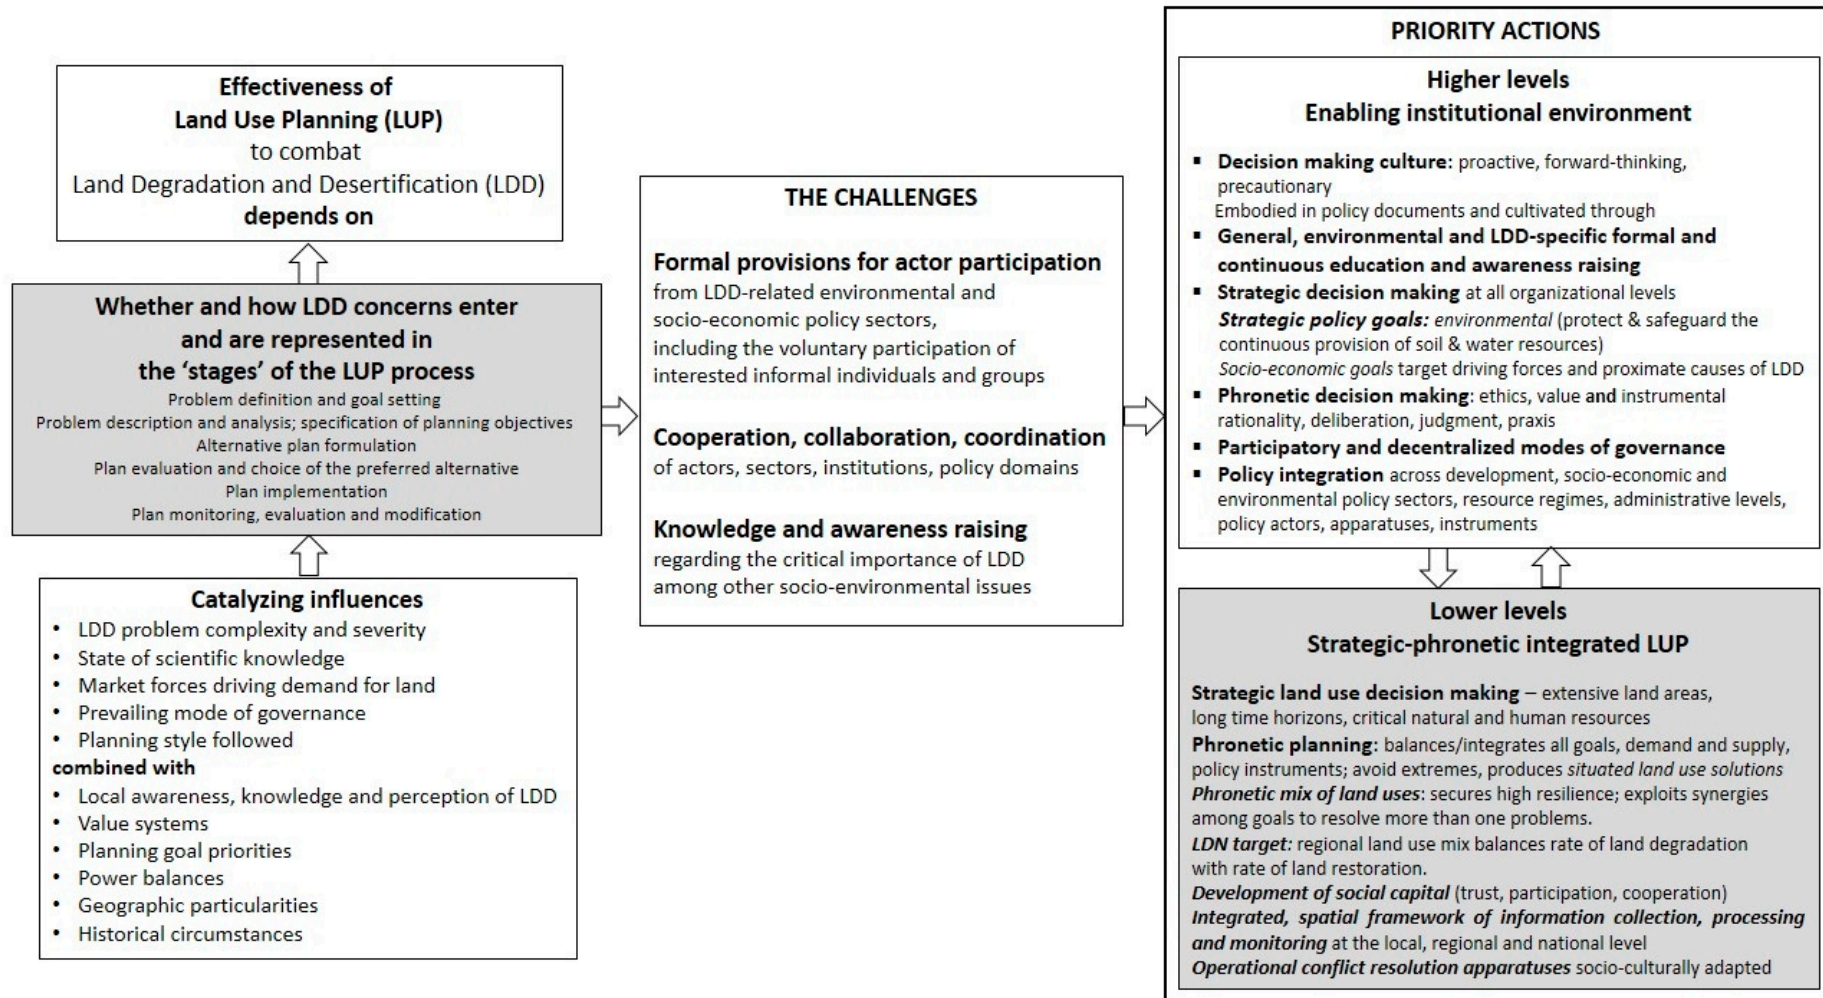 Effectiveness of
Land Use Planning (LUP)
to combat
Land Degradation and Desertification (LDD)
depends on
Whether and how LDD concerns enter
and are represented in
the ‘stages’ of the LUP process
Problem definition and goal setting
Problem description and analysis; specification of planning objectives
Alternative plan formulation
Plan evaluation and choice of the preferred alternative
Plan implementation
Plan monitoring, evaluation and modification
Catalyzing influences
• LDD problem complexity and severity
• State of scientific knowledge
• Market forces driving demand for land
• Prevailing mode of governance
• Planning style followed
combined with
• Local awareness, knowledge and perception of LDD
• Value systems
• Planning goal priorities
• Power balances
• Geographic particularities
• Historical circumstances
THE CHALLENGES
Formal provisions for actor participation
from LDD-related environmental and
socio-economic policy sectors,
including the voluntary participation of
interested informal individuals and groups
Cooperation, collaboration, coordination
of actors, sectors, institutions, policy domains
Knowledge and awareness raising
regarding the critical importance of LDD
among other socio-environmental issues
PRIORITY ACTIONS
Higher levels
Enabling institutional environment
▪ Decision making culture: proactive, forward-thinking,
precautionary
Embodied in policy documents and cultivated through
▪ General, environmental and LDD-specific formal and
continuous education and awareness raising
▪ Strategic decision making at all organizational levels
Strategic policy goals: environmental (protect & safeguard the
continuous provision of soil & water resources)
Socio-economic goals target driving forces and proximate causes of LDD
▪ Phronetic decision making: ethics, value and instrumental
rationality, deliberation, judgment, praxis
▪ Participatory and decentralized modes of governance
▪ Policy integration across development, socio-economic and
environmental policy sectors, resource regimes, administrative levels,
policy actors, apparatuses, instruments
Lower levels
Strategic-phronetic integrated LUP
Strategic land use decision making – extensive land areas,
long time horizons, critical natural and human resources
Phronetic planning: balances/integrates all goals, demand and supply,
policy instruments; avoid extremes, produces situated land use solutions
Phronetic mix of land uses: secures high resilience; exploits synergies
among goals to resolve more than one problems.
LDN target: regional land use mix balances rate of land degradation
with rate of land restoration.
Development of social capital (trust, participation, cooperation)
Integrated, spatial framework of information collection, processing
and monitoring at the local, regional and national level
Operational conflict resolution apparatuses socio-culturally adapted